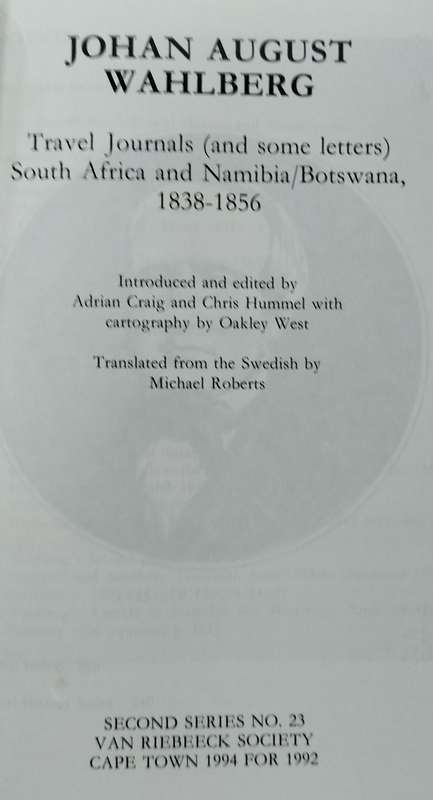 JOHAN AUGUST
WAHLBERG
Travel Journals (and some letters)
South Africa and Namibia/Botswana,
1838-1856
Introduced and edited by
Adrian Craig and Chris Hummel with
cartography by Oakley West
Translated from the Swedish by
Michael Roberts
SECOND SERIES NO. 23
VAN RIEBEECK SOCIETY
CAPE TOWN 1994 FOR 1992